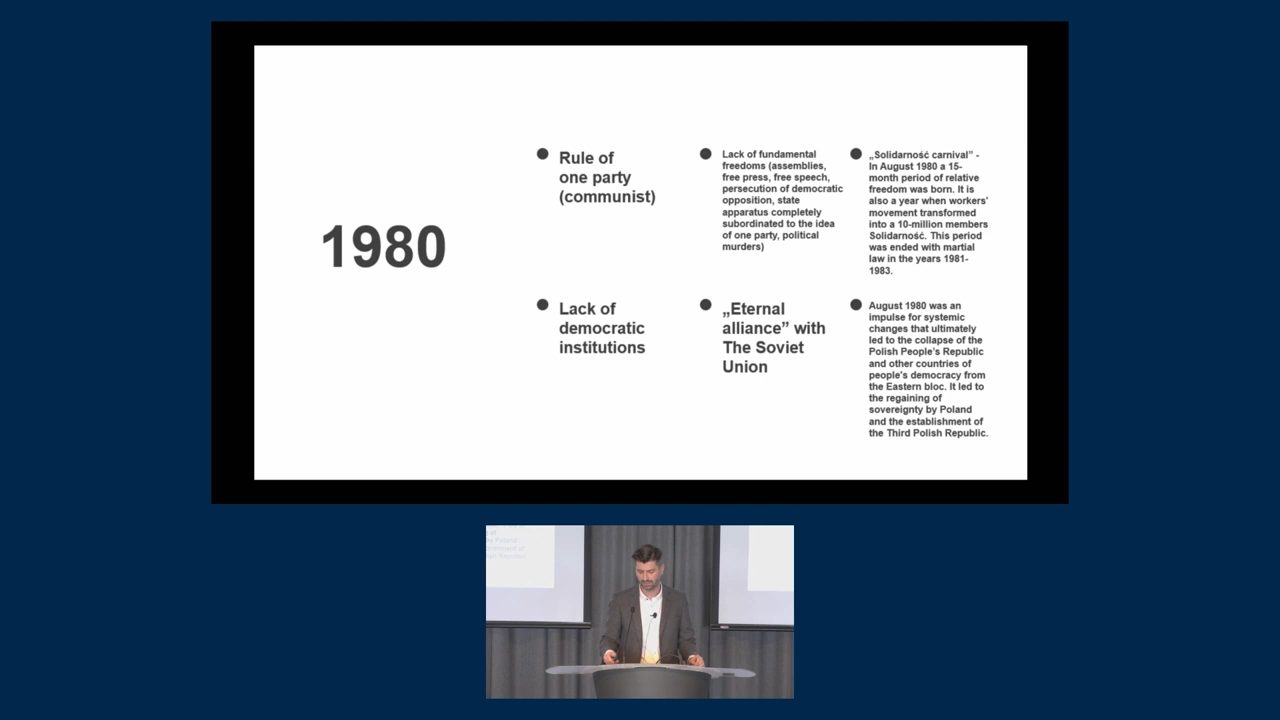 1980
Rule of
one party
(communist)
Lack of fundamental
freedoms (assemblies,
free press, free speech,
persecution of democratic
opposition, state
apparatus completely
subordinated to the idea
of one party, political
murders)
„Solidarność carnival” -
In August 1980 a 15-
month period of relative
freedom was born. It is
also a year when workers'
movement transformed
into a 10-million members
Solidarność. This period
was ended with martial
law in the years 1981-
1983.
Lack of
democratic
institutions
„Eternal
alliance” with
The Soviet
Union
August 1980 was an
impulse for systemic
changes that ultimately
led to the collapse of the
Polish People's Republic
and other countries of
people's democracy from
the Eastern bloc. It led to
the regaining of
sovereignty by Poland
and the establishment of
the Third Polish Republic.